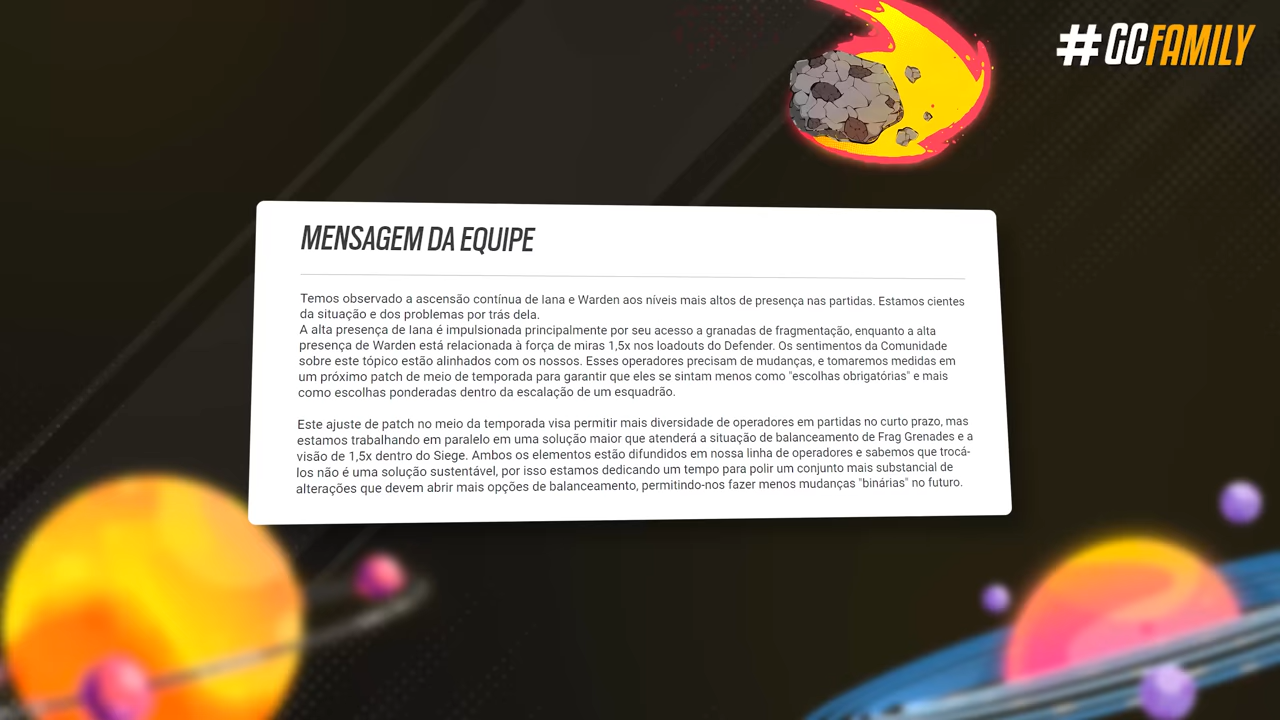 #GCFAMILY
MENSAGEM DA EQUIPE
Temos observado a ascensão contínua de Iana e Warden aos níveis mais altos de presença nas partidas. Estamos cientes
da situação e dos problemas por trás dela.
A alta presença de Iana é impulsionada principalmente por seu acesso a granadas de fragmentação, enquanto a alta
presença de Warden está relacionada à força de miras 1,5x nos loadouts do Defender. Os sentimentos da Comunidade
sobre este tópico estão alinhados com os nossos. Esses operadores precisam de mudanças, e tomaremos medidas em
um próximo patch de meio de temporada para garantir que eles se sintam menos como "escolhas obrigatórias" e mais
como escolhas ponderadas dentro da escalação de um esquadrão.
Este ajuste de patch no meio da temporada visa permitir mais diversidade de operadores em partidas no curto prazo, mas
estamos trabalhando em paralelo em uma solução maior que atenderá a situação de balanceamento de Frag Grenades e a
visão de 1,5x dentro do Siege. Ambos os elementos estão difundidos em nossa linha de operadores e sabemos que trocá-
los não é uma solução sustentável, por isso estamos dedicando um tempo para polir um conjunto mais substancial de
alterações que devem abrir mais opções de balanceamento, permitindo-nos fazer menos mudanças "binárias" no futuro.